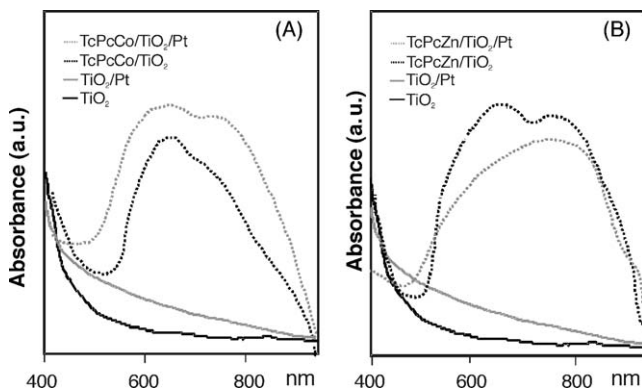 (A)
TcPcCo/TiO₂/Pt
TcPcCo/TiO₂
TiO₂/Pt
TiO₂
Absorbance (a.u.)
400 600 800 nm
(B)
TcPcZn/TiO₂/Pt
TcPcZn/TiO₂
TiO₂/Pt
TiO₂
Absorbance (a.u.)
400 600 800 nm